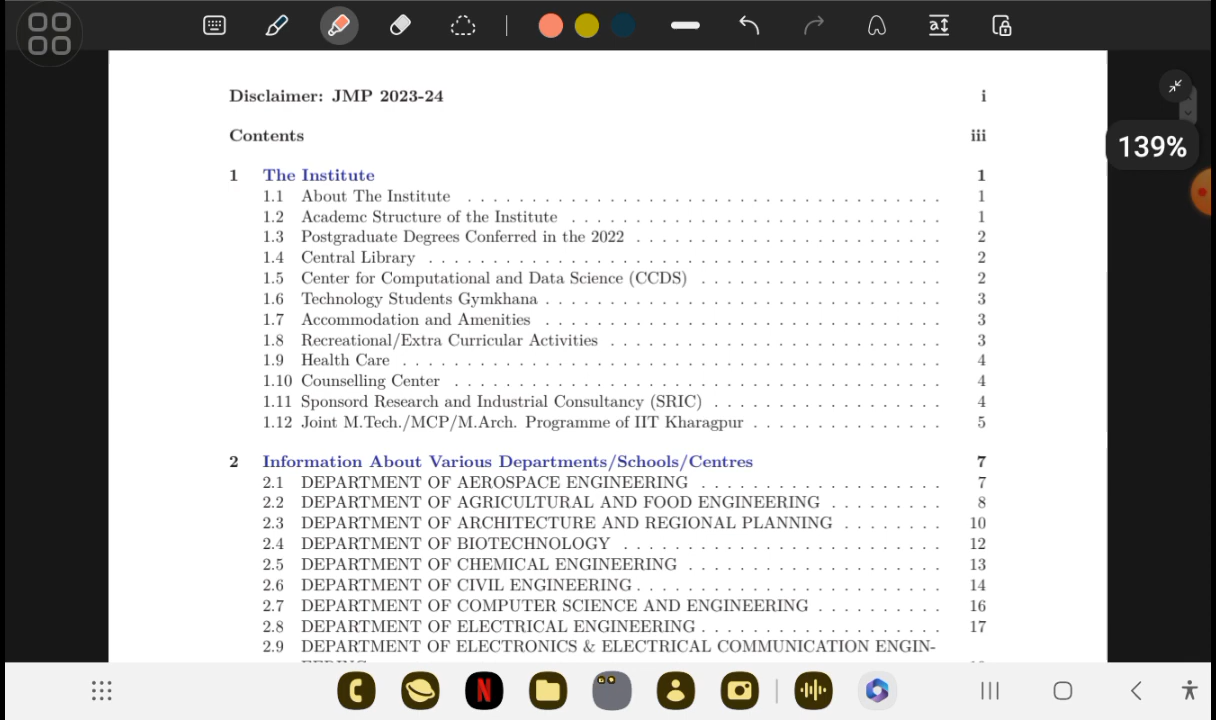 Disclaimer: JMP 2023-24 i
139%
Contents iii
1 The Institute 1
1.1 About The Institute . . . . . . . . . . . . . . . . . . . . . . . . . . . . . . . . . . . . . 1
1.2 Academc Structure of the Institute . . . . . . . . . . . . . . . . . . . . . . . . . . . . . 1
1.3 Postgraduate Degrees Conferred in the 2022 . . . . . . . . . . . . . . . . . . . . . . . . 2
1.4 Central Library . . . . . . . . . . . . . . . . . . . . . . . . . . . . . . . . . . . . . . . . 2
1.5 Center for Computational and Data Science (CCDS) . . . . . . . . . . . . . . . . . . . 2
1.6 Technology Students Gymkhana . . . . . . . . . . . . . . . . . . . . . . . . . . . . . . . 3
1.7 Accommodation and Amenities . . . . . . . . . . . . . . . . . . . . . . . . . . . . . . . 3
1.8 Recreational/Extra Curricular Activities . . . . . . . . . . . . . . . . . . . . . . . . . . 3
1.9 Health Care . . . . . . . . . . . . . . . . . . . . . . . . . . . . . . . . . . . . . . . . . . 4
1.10 Counselling Center . . . . . . . . . . . . . . . . . . . . . . . . . . . . . . . . . . . . . . 4
1.11 Sponsord Research and Industrial Consultancy (SRIC) . . . . . . . . . . . . . . . . . . 4
1.12 Joint M.Tech./MCP/M.Arch. Programme of IIT Kharagpur . . . . . . . . . . . . . . . 5
2 Information About Various Departments/Schools/Centres 7
2.1 DEPARTMENT OF AEROSPACE ENGINEERING . . . . . . . . . . . . . . . . . . . 7
2.2 DEPARTMENT OF AGRICULTURAL AND FOOD ENGINEERING . . . . . . . . . 8
2.3 DEPARTMENT OF ARCHITECTURE AND REGIONAL PLANNING . . . . . . . . 10
2.4 DEPARTMENT OF BIOTECHNOLOGY . . . . . . . . . . . . . . . . . . . . . . . . . 12
2.5 DEPARTMENT OF CHEMICAL ENGINEERING . . . . . . . . . . . . . . . . . . . . 13
2.6 DEPARTMENT OF CIVIL ENGINEERING . . . . . . . . . . . . . . . . . . . . . . . . 14
2.7 DEPARTMENT OF COMPUTER SCIENCE AND ENGINEERING . . . . . . . . . . 16
2.8 DEPARTMENT OF ELECTRICAL ENGINEERING . . . . . . . . . . . . . . . . . . . 17
2.9 DEPARTMENT OF ELECTRONICS & ELECTRICAL COMMUNICATION ENGIN-